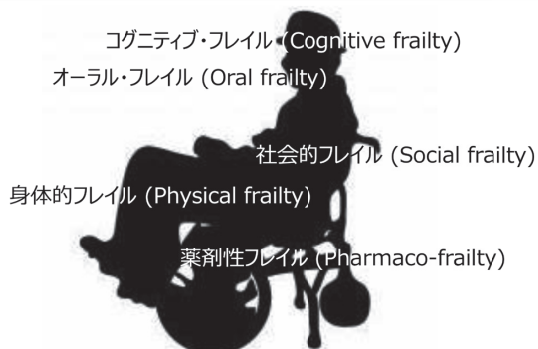 コグニティブ・フレイル (Cognitive frailty)
オーラル・フレイル (Oral frailty)
社会的フレイル (Social frailty)
身体的フレイル (Physical frailty)
薬剤性フレイル (Pharmaco-frailty)